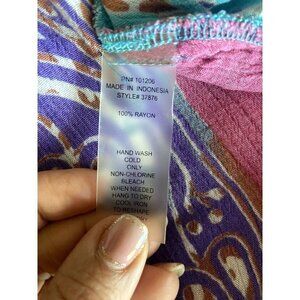 PN# 101206
MADE IN INDONESIA
STYLE# 37876
100% RAYON
HAND WASH
COLD
ONLY
NON-CHLORINE
BLEACH
WHEN NEEDED
HANG TO DRY
COOL IRON
TO RESHAPE